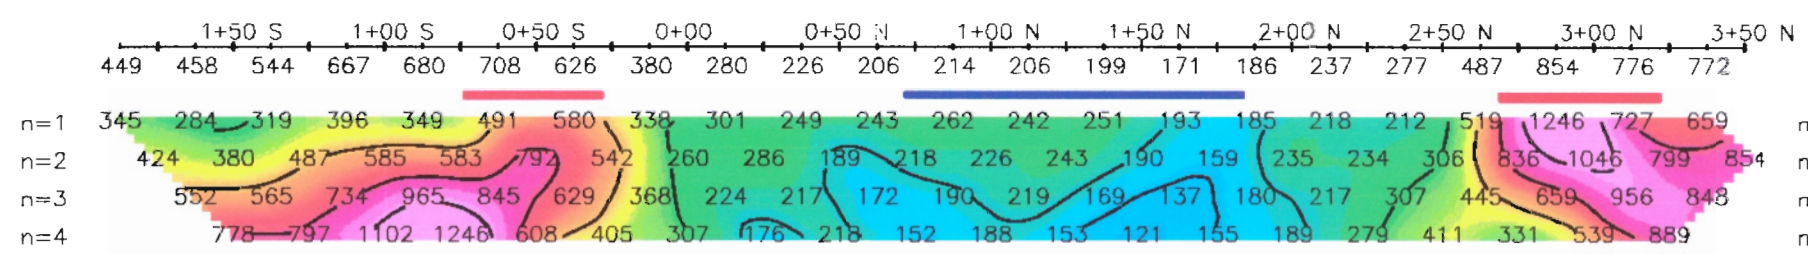 1+50 S 1+00 S 0+50 S 0+00 0+50 N 1+00 N 1+50 N 2+00 N 2+50 N 3+00 N 3+50 N
449 458 544 667 680 708 626 380 280 226 206 214 206 199 171 186 237 277 487 854 776 772
n=1 345 284 319 396 349 491 580 338 301 249 243 262 242 251 193 185 218 212 519 1246 727 659 n
n=2 424 380 487 585 583 792 542 260 286 189 218 226 243 190 159 235 234 306 836 1046 799 854 n
n=3 552 565 734 965 845 629 368 224 217 172 190 219 169 137 180 217 307 445 659 956 848 n
n=4 778 797 1102 1246 608 405 307 176 218 152 188 153 121 155 189 279 411 331 539 889 n